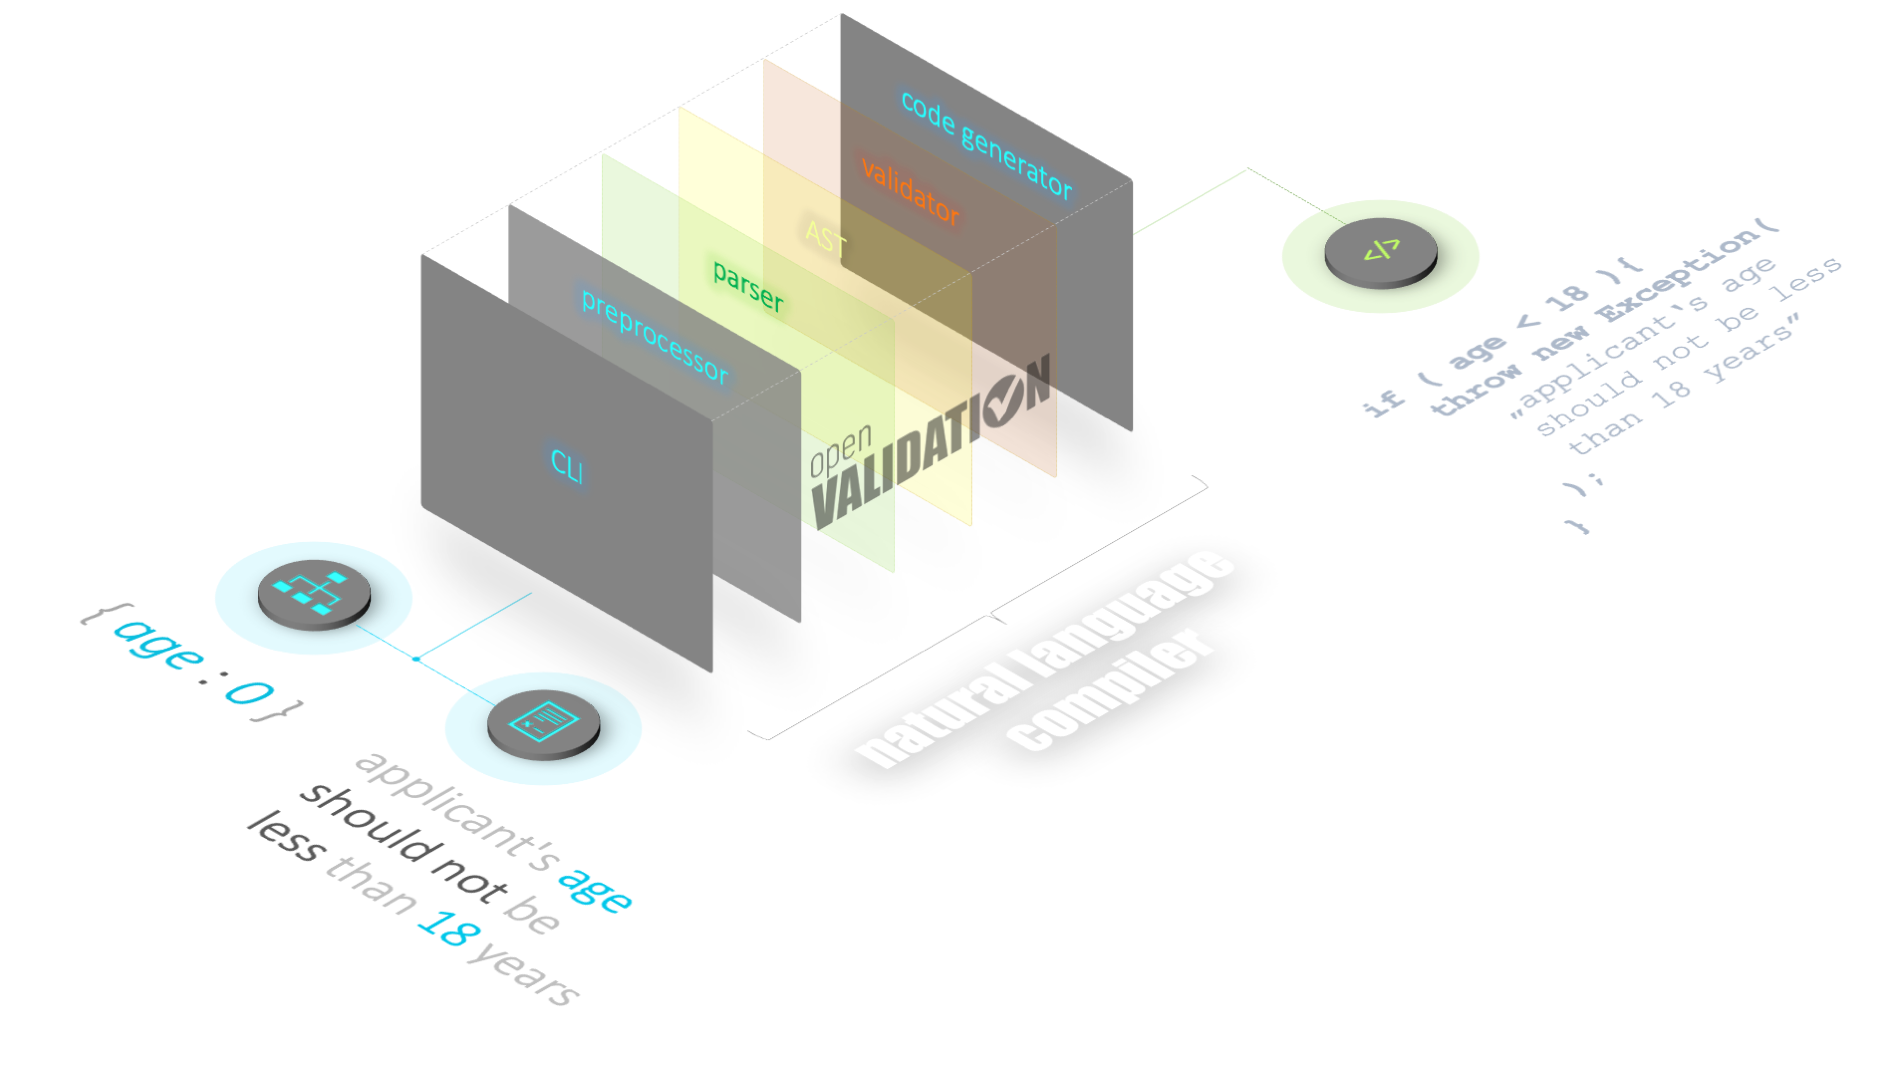 code generator
validator
AST
parser
preprocessor
CLI
open
VALIDATION
</>
if ( age < 18 ){
throw new Exception(
„applicant's age
should not be less
than 18 years”
);
}
natural language
compiler
{ age : 0 }
applicant's age
should not be
less than 18 years